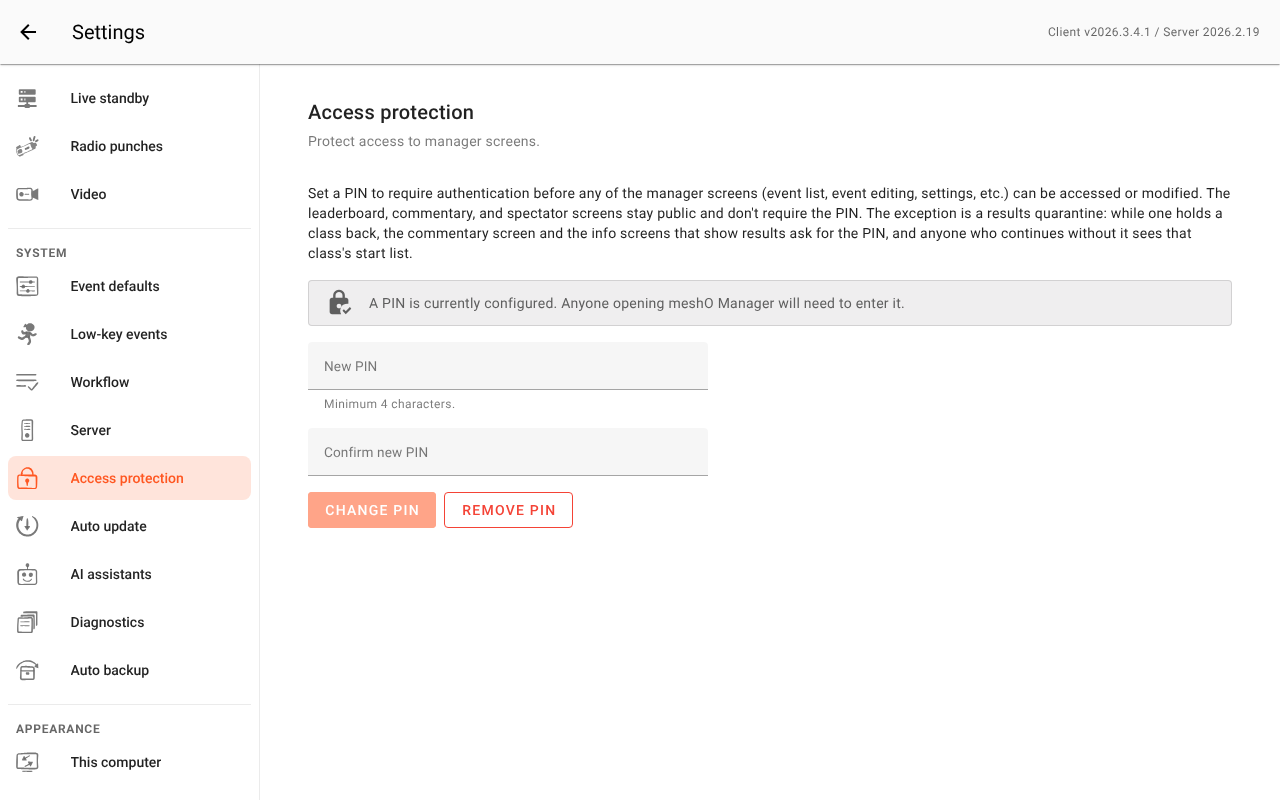 Settings
Client v2026.3.4.1 / Server 2026.2.19
Live standby
Radio punches
Video
SYSTEM
Event defaults
Low-key events
Workflow
Server
Access protection
Auto update
AI assistants
Diagnostics
Auto backup
APPEARANCE
This computer
Access protection
Protect access to manager screens.
Set a PIN to require authentication before any of the manager screens (event list, event editing, settings, etc.) can be accessed or modified. The
leaderboard, commentary, and spectator screens stay public and don't require the PIN. The exception is a results quarantine: while one holds a
class back, the commentary screen and the info screens that show results ask for the PIN, and anyone who continues without it sees that
class's start list.
A PIN is currently configured. Anyone opening meshO Manager will need to enter it.
New PIN
Minimum 4 characters.
Confirm new PIN
CHANGE PIN
REMOVE PIN